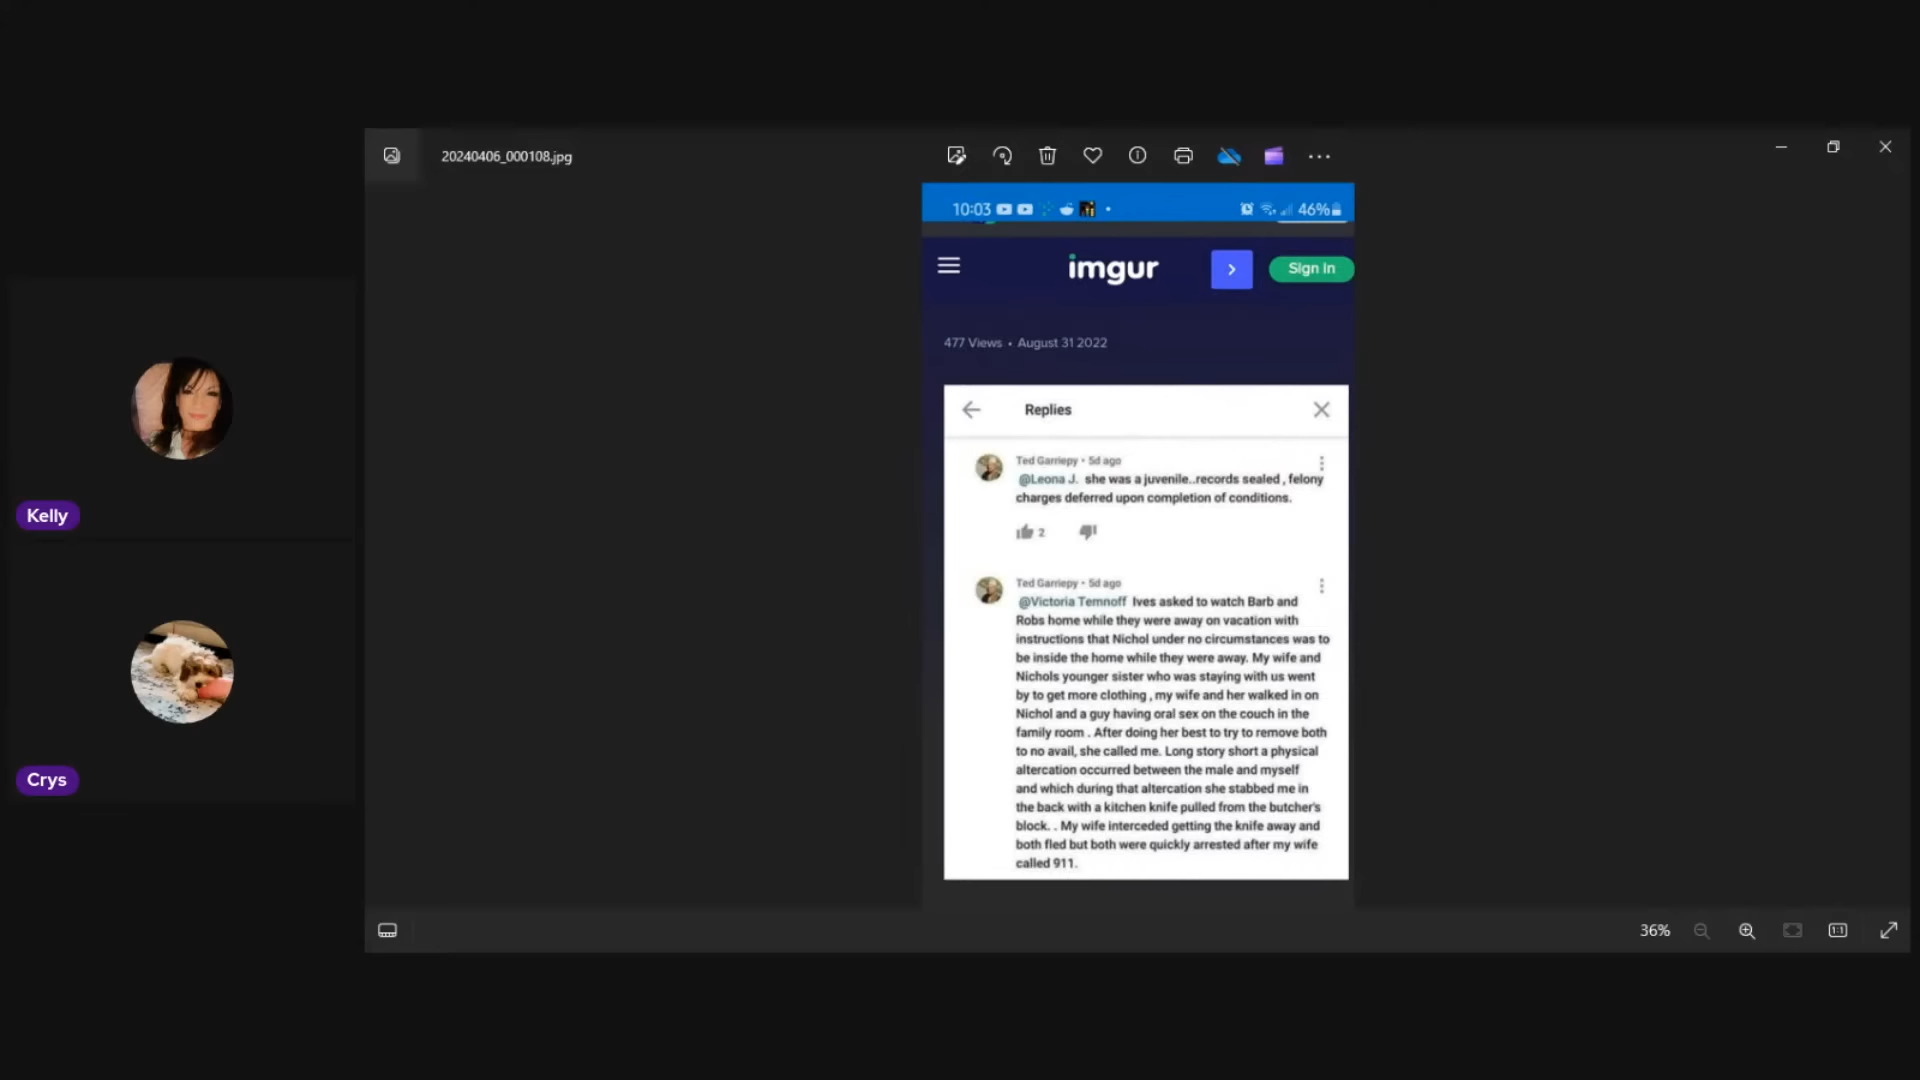 20240406_000108.jpg
10:03
46%
imgur
Sign in
477 Views • August 31 2022
Replies
Ted Garriepy • 5d ago
@Leona J. she was a juvenile..records sealed , felony
charges deferred upon completion of conditions.
2
Ted Garriepy • 5d ago
@Victoria Temnoff Ives asked to watch Barb and
Robs home while they were away on vacation with
instructions that Nichol under no circumstances was to
be inside the home while they were away. My wife and
Nichols younger sister who was staying with us went
by to get more clothing , my wife and her walked in on
Nichol and a guy having oral sex on the couch in the
family room . After doing her best to try to remove both
to no avail, she called me. Long story short a physical
altercation occurred between the male and myself
and which during that altercation she stabbed me in
the back with a kitchen knife pulled from the butcher's
block. . My wife interceded getting the knife away and
both fled but both were quickly arrested after my wife
called 911.
Kelly
Crys
36%
1:1